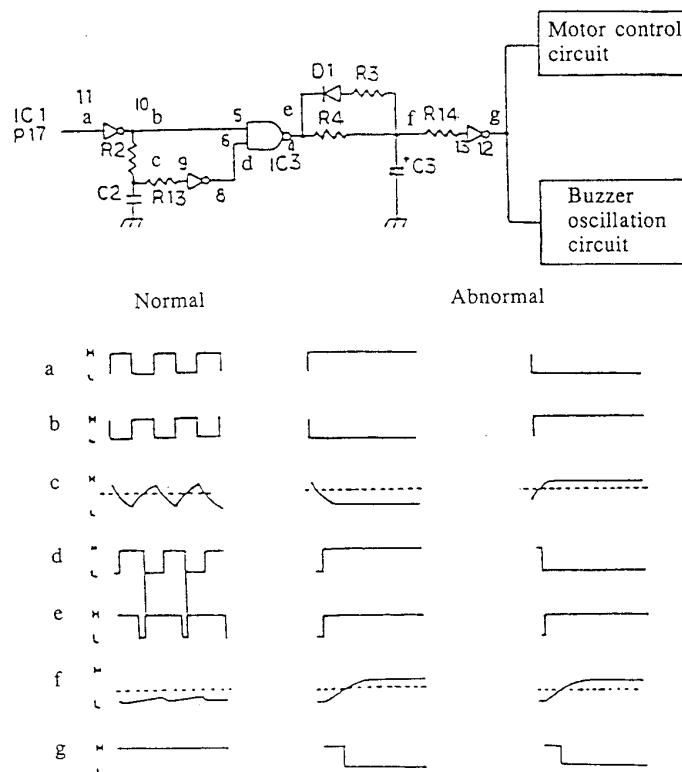 Motor control
circuit
D1 R3
IC1 11
P17 a 10 b 5 e R4 f R14 g
R2 6 4 13 12
c 9 d IC3 C3
C2 R13 8
Buzzer
oscillation
circuit
Normal Abnormal
a H L
b H L
c H L
d H L
e H L
f H L
g H L